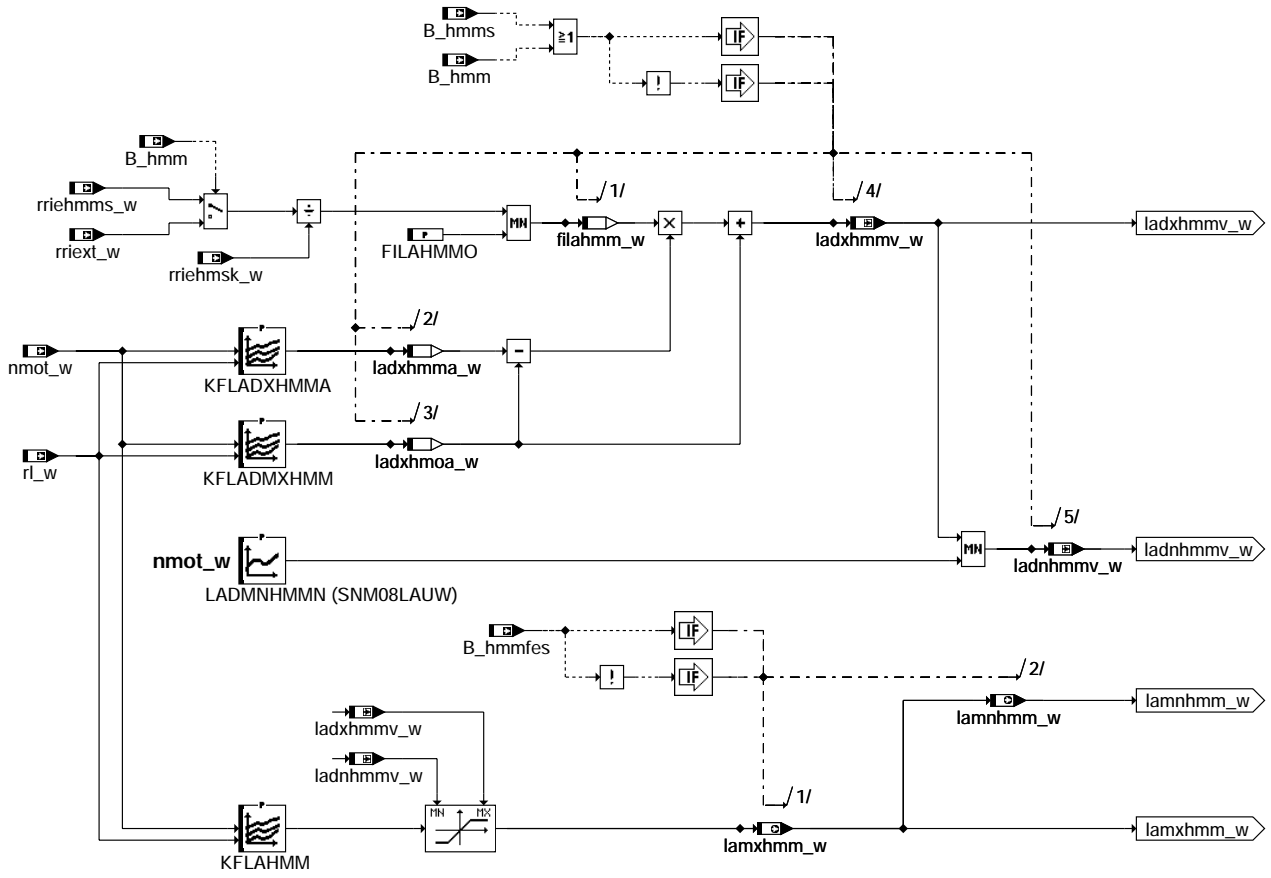 B_hmms
≧1
IF
B_hmm
!
IF
B_hmm
/1/
/4/
rriehmms_w
÷
MN
filahmm_w
×
+
ladxhmmv_w
ladxhmmv_w
rriext_w
P
FILAHMMO
rriehmsk_w
/2/
P
nmot_w
KFLADXHMMA
ladxhmma_w
-
/3/
P
rl_w
KFLADMXHMM
ladxhmoa_w
/5/
nmot_w
P
LADMNHMMN (SNM08LAUW)
MN
ladnhmmv_w
ladnhmmv_w
B_hmmfes
IF
!
IF
/2/
ladxhmmv_w
lamnhmm_w
lamnhmm_w
ladnhmmv_w
/1/
P
KFLAHMM
MN MX
lamxhmm_w
lamxhmm_w